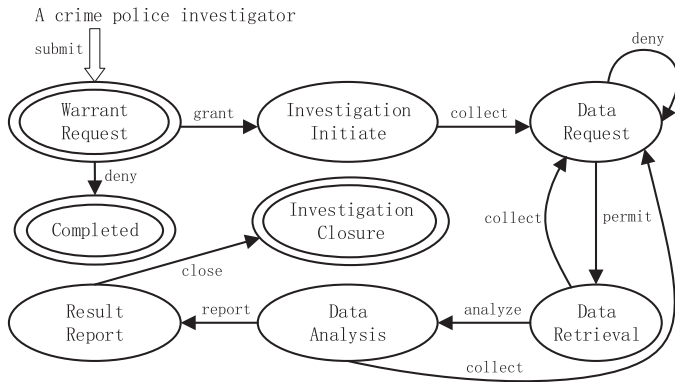 A crime police investigator
submit
deny
Warrant
Request
grant
Investigation
Initiate
collect
Data
Request
deny
Completed
Investigation
Closure
collect
permit
close
Result
Report
report
Data
Analysis
analyze
Data
Retrieval
collect